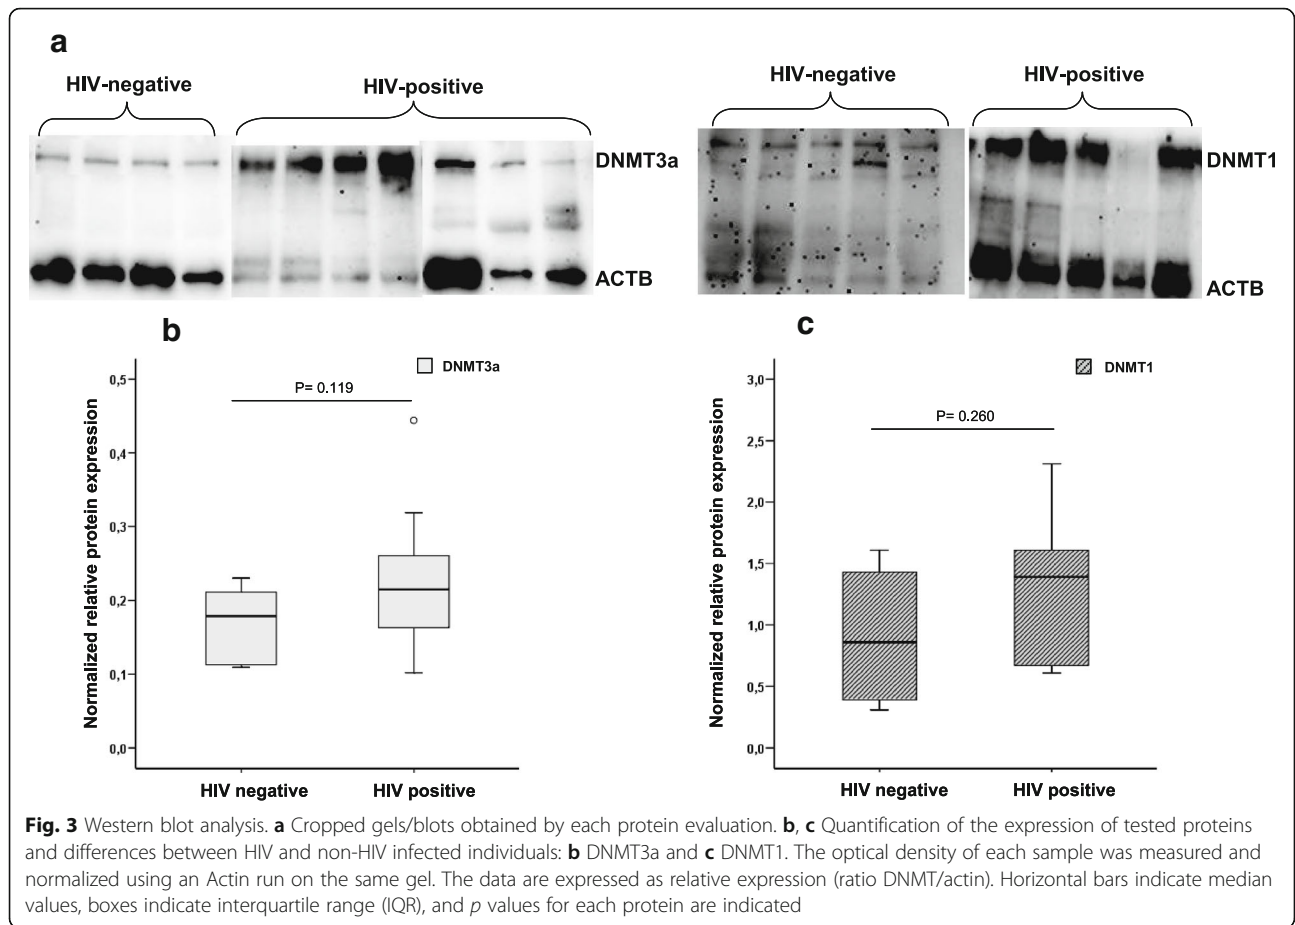 a
HIV-negative
HIV-positive
HIV-negative
HIV-positive
DNMT3a
DNMT1
ACTB
ACTB
b
DNMT3a
P= 0.119
Normalized relative protein expression
0,5
0,4
0,3
0,2
0,1
0,0
HIV negative
HIV positive
c
DNMT1
P= 0.260
Normalized relative protein expression
3,0
2,5
2,0
1,5
1,0
0,5
0,0
HIV negative
HIV positive
Fig. 3 Western blot analysis. a Cropped gels/blots obtained by each protein evaluation. b, c Quantification of the expression of tested proteins
and differences between HIV and non-HIV infected individuals: b DNMT3a and c DNMT1. The optical density of each sample was measured and
normalized using an Actin run on the same gel. The data are expressed as relative expression (ratio DNMT/actin). Horizontal bars indicate median
values, boxes indicate interquartile range (IQR), and p values for each protein are indicated